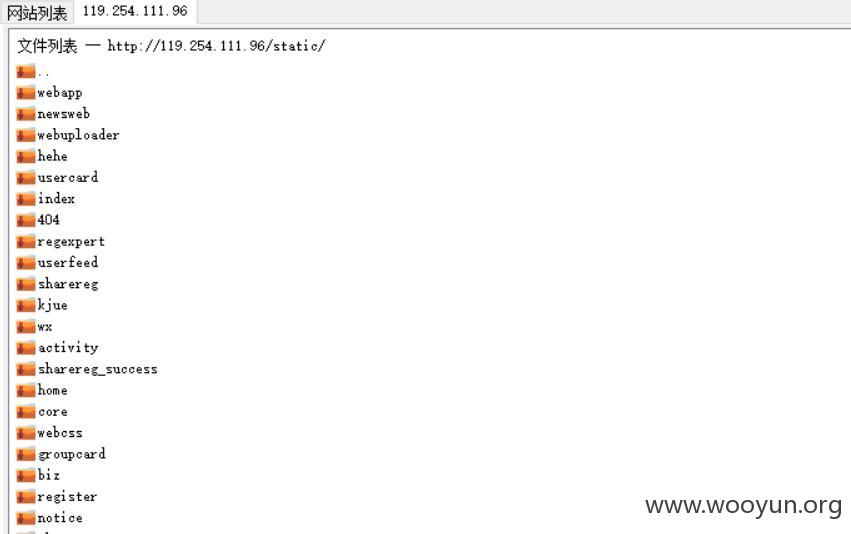 网站列表 119.254.111.96
文件列表 — http://119.254.111.96/static/
..
webapp
newsweb
webuploader
hehe
usercard
index
404
regexpert
userfeed
sharereg
kjue
wx
activity
sharereg_success
home
core
webcss
groupcard
biz
register
notice
www.wooyun.org